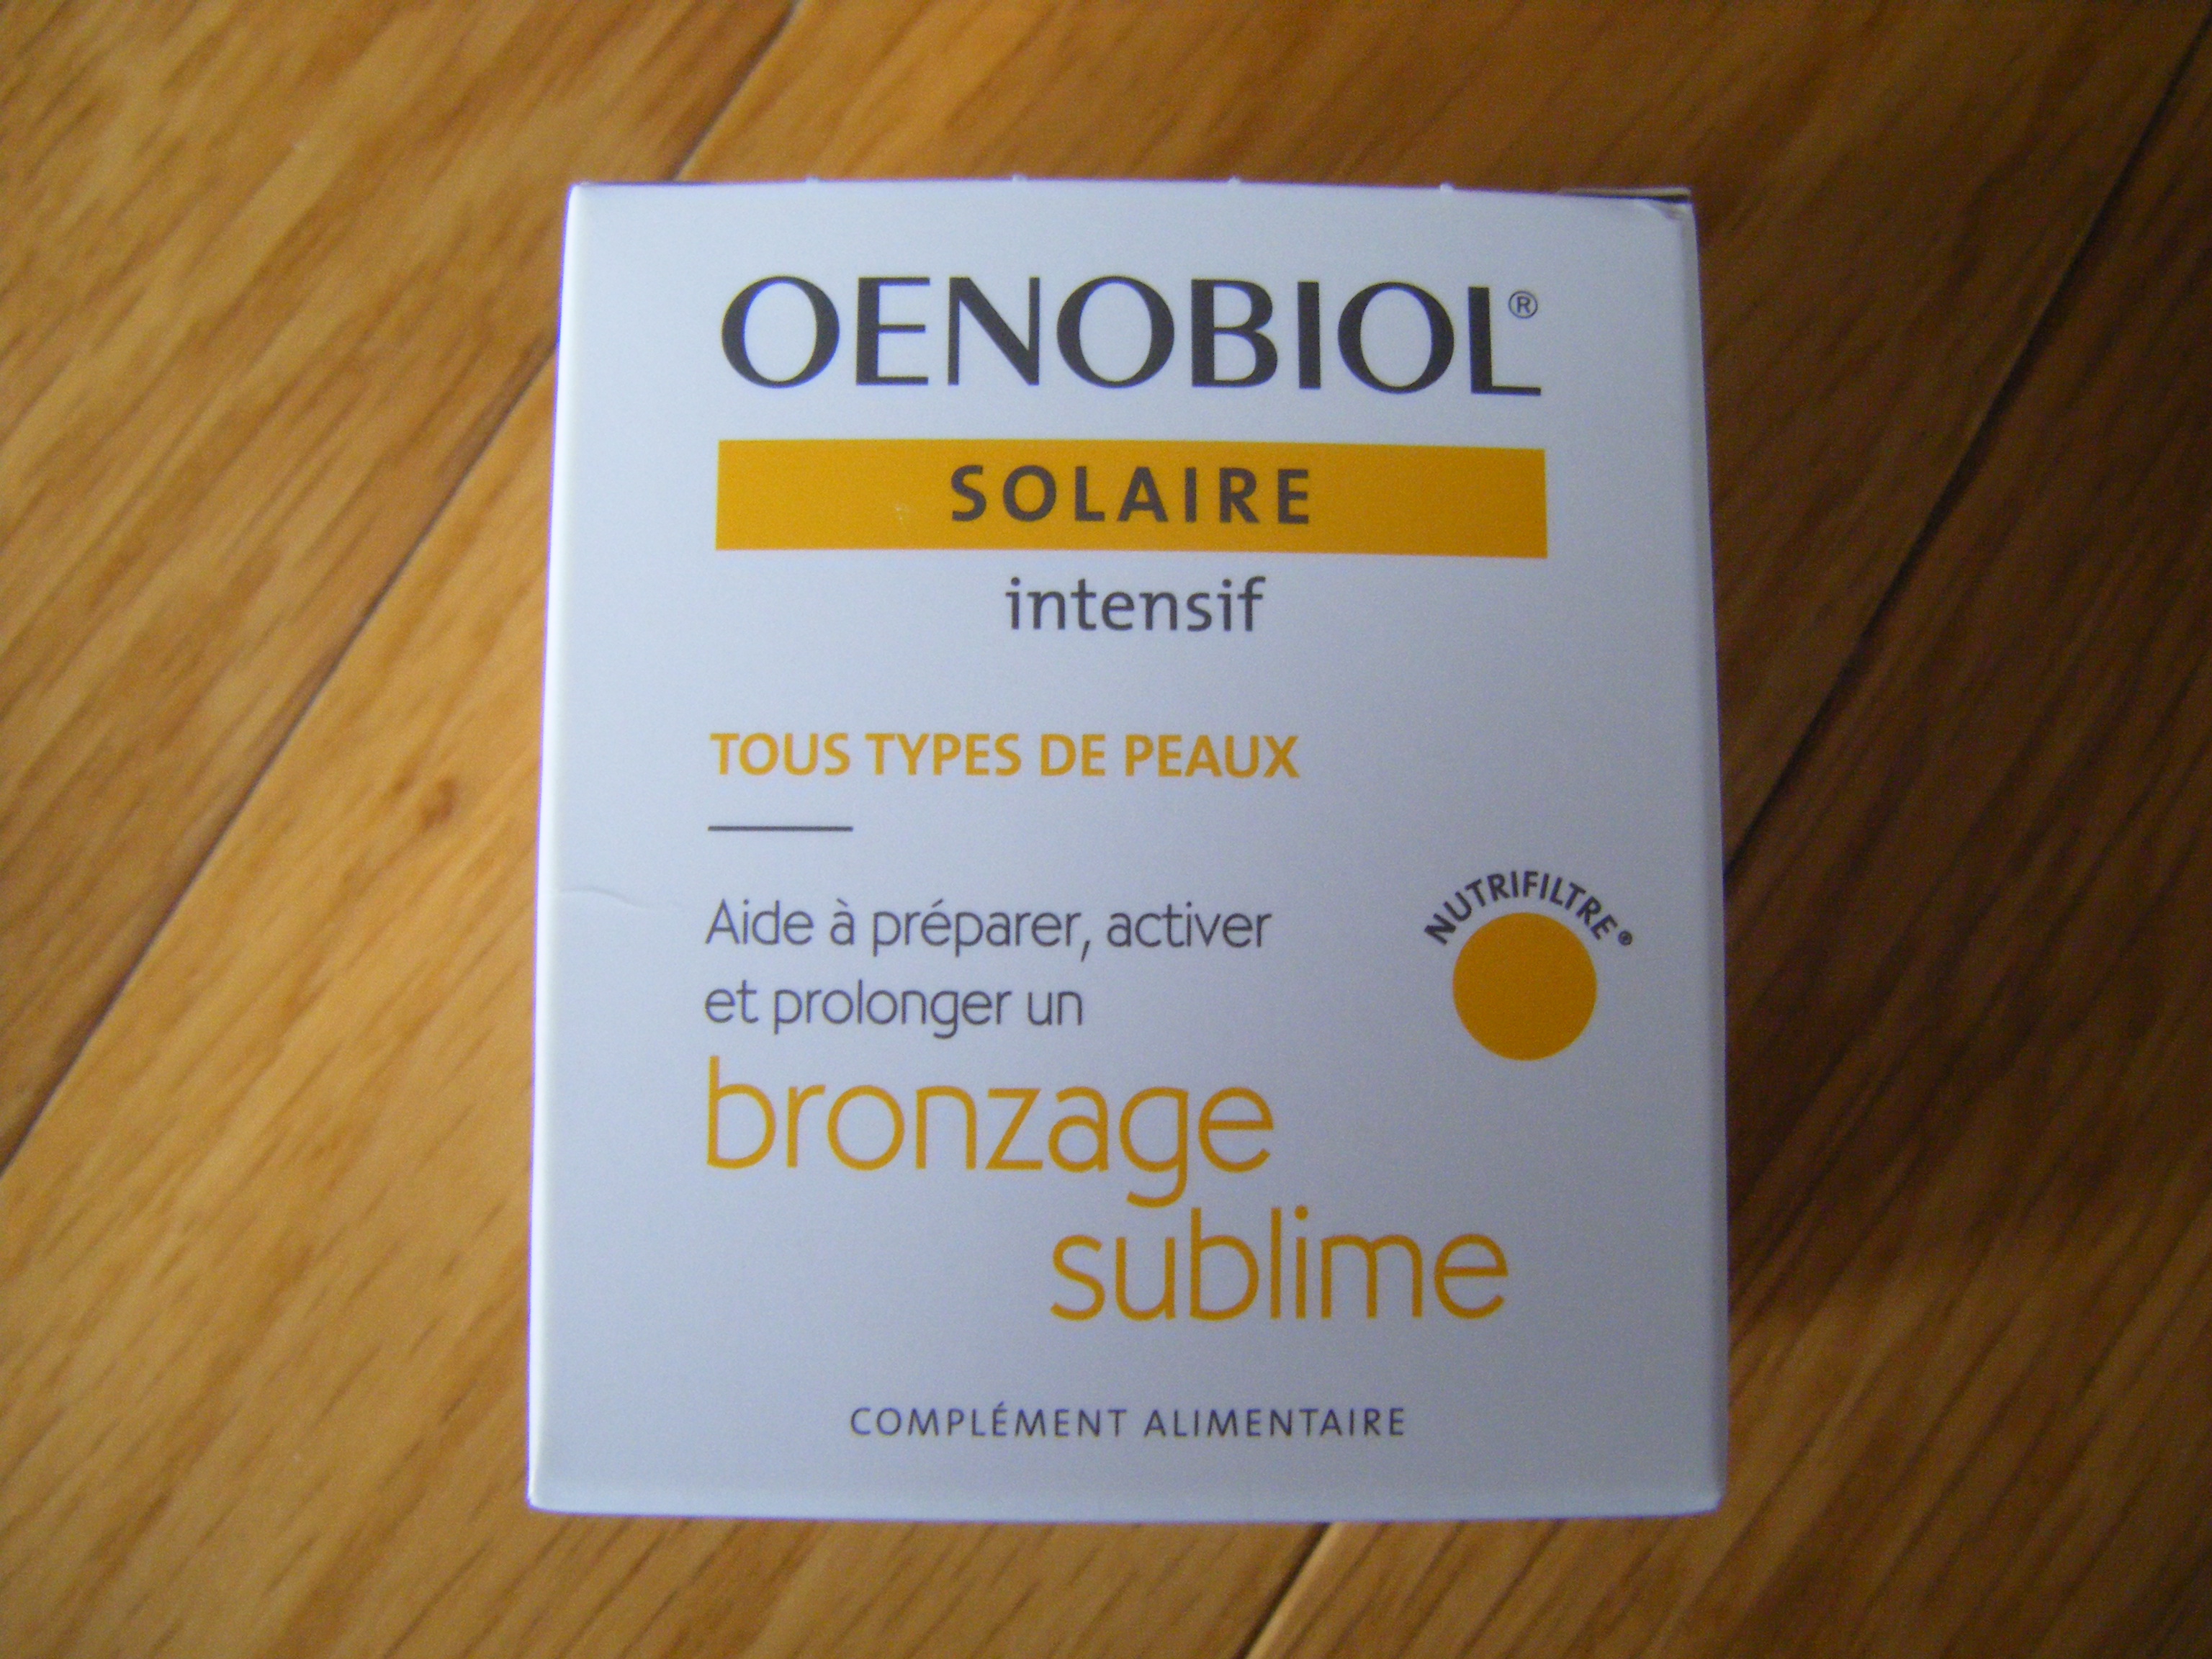 OENOBIOL®
SOLAIRE
intensif
TOUS TYPES DE PEAUX
Aide à préparer, activer
et prolonger un
NUTRIFILTRE®
bronzage
sublime
COMPLÉMENT ALIMENTAIRE